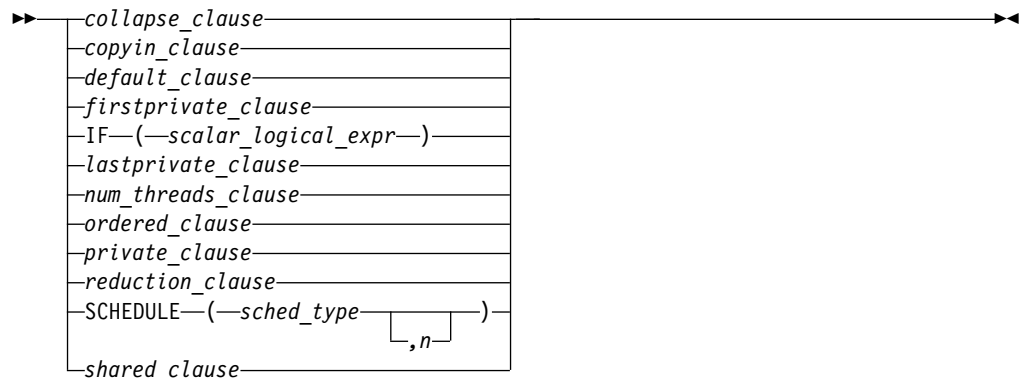 collapse_clause
copyin_clause
default_clause
firstprivate_clause
IF ( scalar_logical_expr )
lastprivate_clause
num_threads_clause
ordered_clause
private_clause
reduction_clause
SCHEDULE ( sched_type )
,n
shared clause